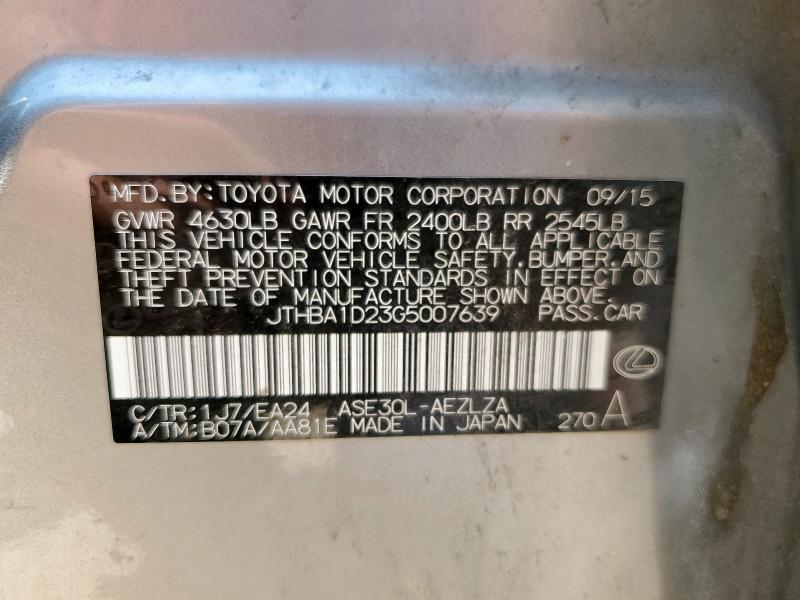 MFD.BY:TOYOTA MOTOR CORPORATION 09/15
GVWR 4630LB GAWR FR 2400LB RR 2545LB
THIS VEHICLE CONFORMS TO ALL APPLICABLE
FEDERAL MOTOR VEHICLE SAFETY.BUMPER.AND
THEFT PREVENTION STANDARDS IN EFFECT ON
THE DATE OF MANUFACTURE SHOWN ABOVE.
JTHBA1D23G5007639 PASS.CAR
C/TR:1J7/EA24 ASE30L-AEZLZA
A/TM:B07A/AA81E MADE IN JAPAN 270 A